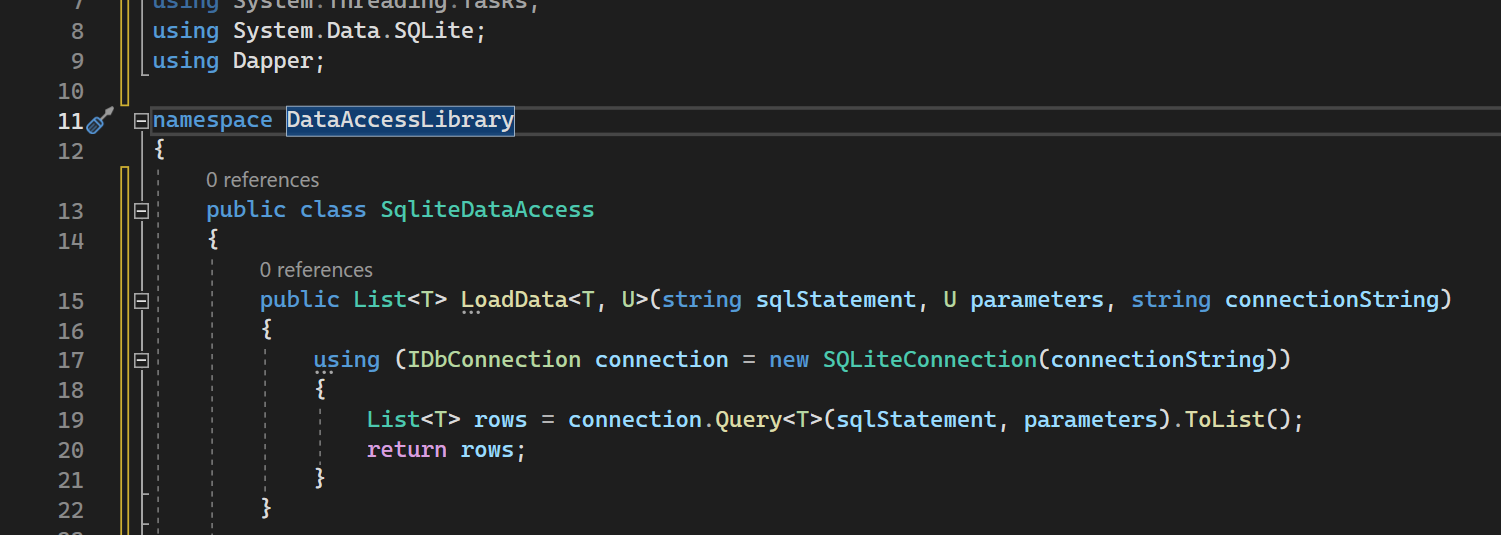 7 using System.Threading.Tasks;
8 using System.Data.SQLite;
9 using Dapper;
10
11 namespace DataAccessLibrary
12 {
0 references
13 public class SqliteDataAccess
14 {
0 references
15 public List<T> LoadData<T, U>(string sqlStatement, U parameters, string connectionString)
16 {
17 using (IDbConnection connection = new SQLiteConnection(connectionString))
18 {
19 List<T> rows = connection.Query<T>(sqlStatement, parameters).ToList();
20 return rows;
21 }
22 }